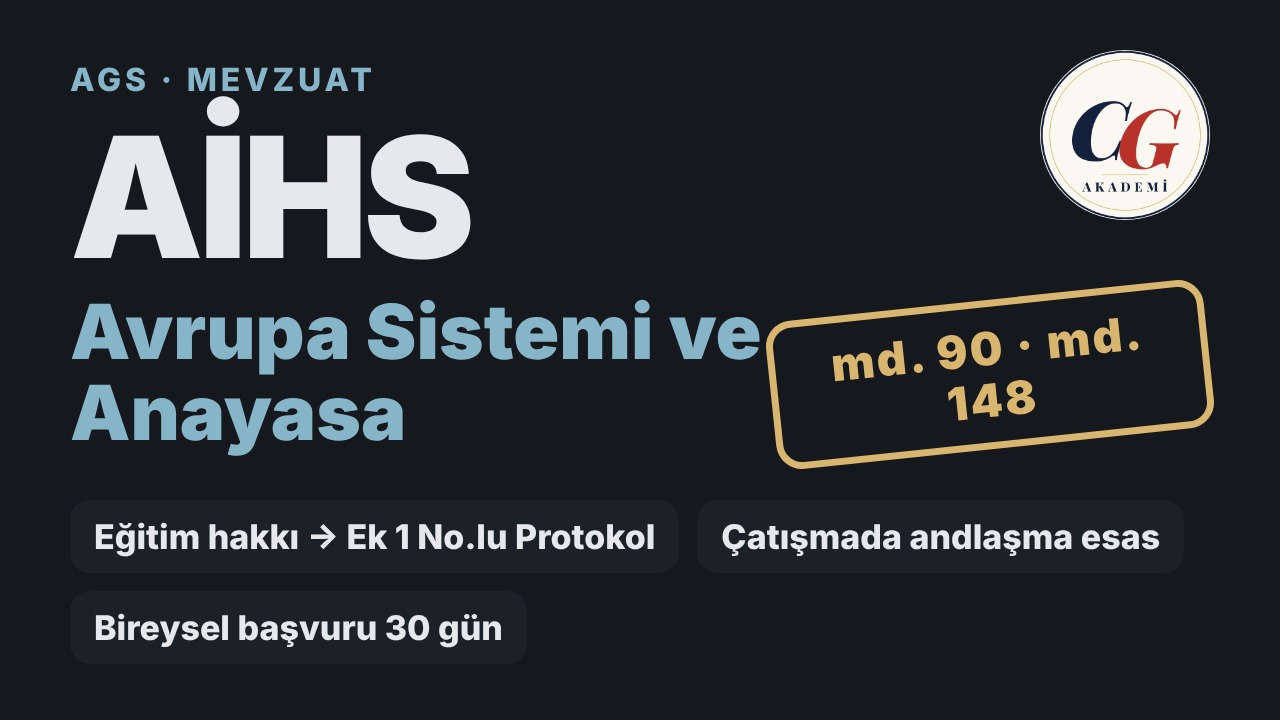 AGS · MEVZUAT
AİHS
CG
AKADEMİ
Avrupa Sistemi ve
Anayasa
md. 90 · md.
148
Eğitim hakkı → Ek 1 No.lu Protokol
Çatışmada andlaşma esas
Bireysel başvuru 30 gün